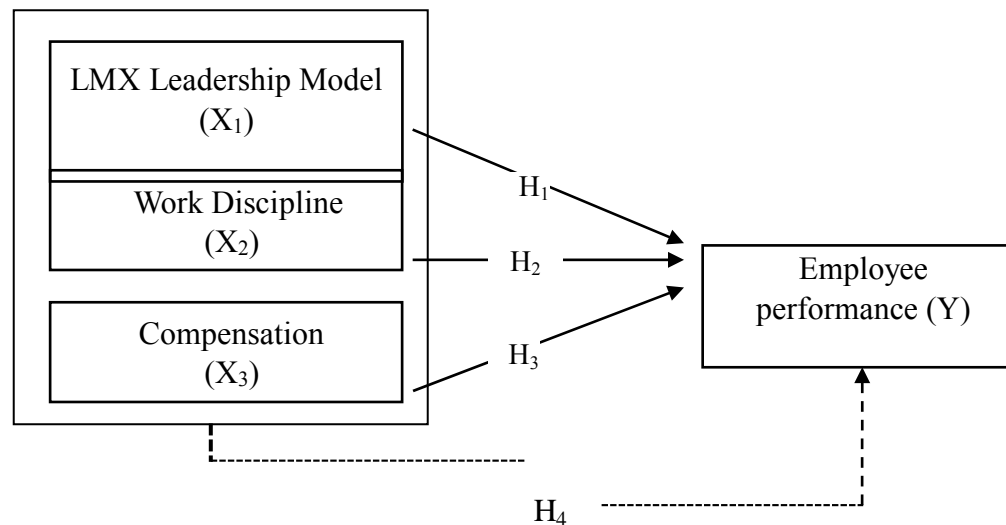 LMX Leadership Model
(X₁)
Work Discipline
(X₂)
Compensation
(X₃)
H₁
H₂
H₃
Employee
performance (Y)
H₄